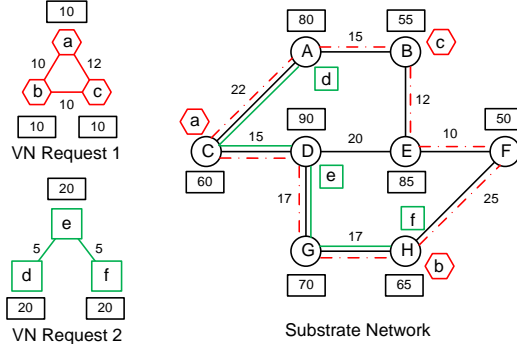 10
a
10 12
b 10 c
10 10
VN Request 1
20
e
5 5
d f
20 20
VN Request 2
80 55
15
A B c
d
22 12
a 15 90 20 10 50
C D E F
60 e 85
17 25
f
17
G H
b
70 65
Substrate Network